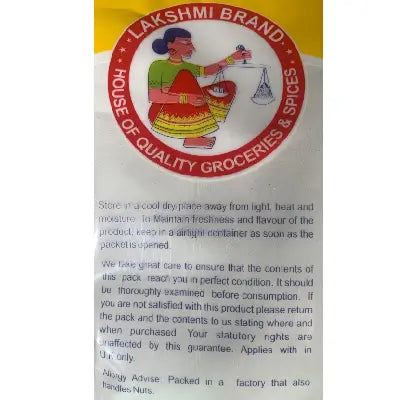 LAKSHMI BRAND
HOUSE OF QUALITY GROCERIES & SPICES
Store in a cool dry place away from light, heat and
moisture. To Maintain freshness and flavour of the
product, keep in a airtight container as soon as the
packet is opened.
We take great care to ensure that the contents of
this pack reach you in perfect condition. It should
be thoroughly examined before consumption. If
you are not satisfied with this product please return
the pack and the contents to us stating where and
when purchased Your statutory rights are
unaffected by this guarantee. Applies with in
U.K. only.
Allergy Advise: Packed in a factory that also
handles Nuts.